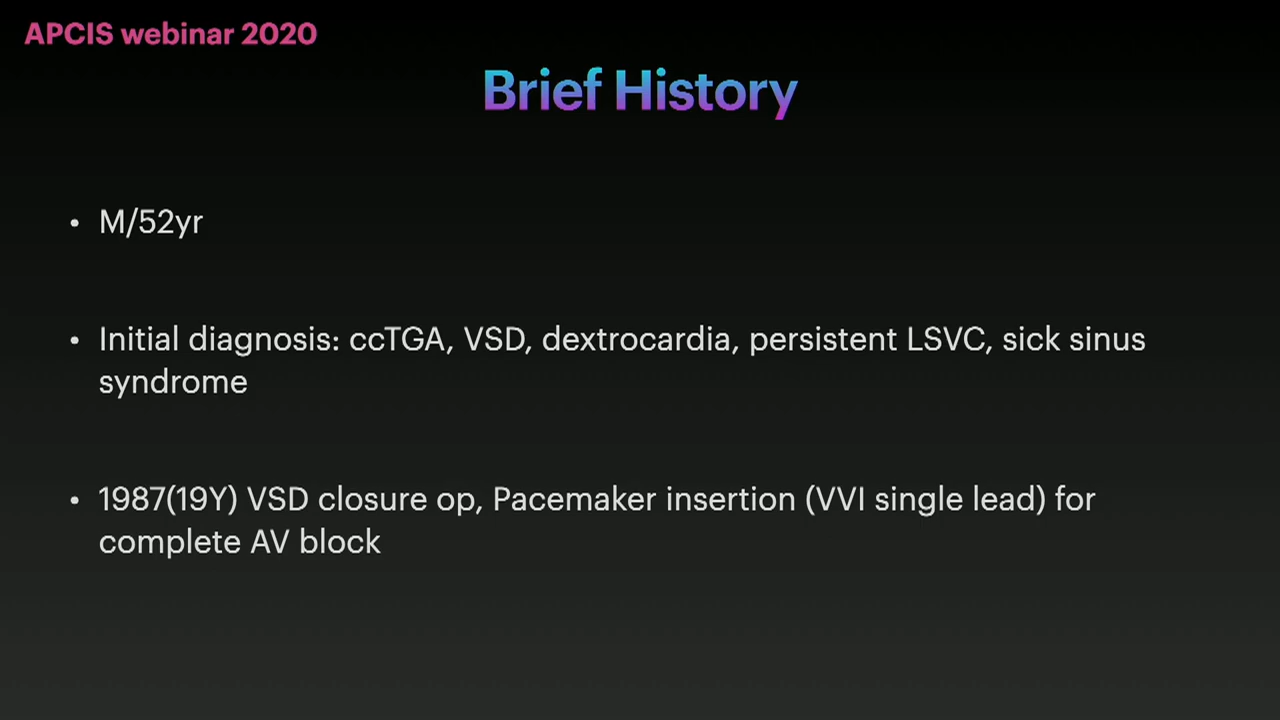 APCIS webinar 2020
Brief History
• M/52yr
• Initial diagnosis: ccTGA, VSD, dextrocardia, persistent LSVC, sick sinus
syndrome
• 1987(19Y) VSD closure op, Pacemaker insertion (VVI single lead) for
complete AV block